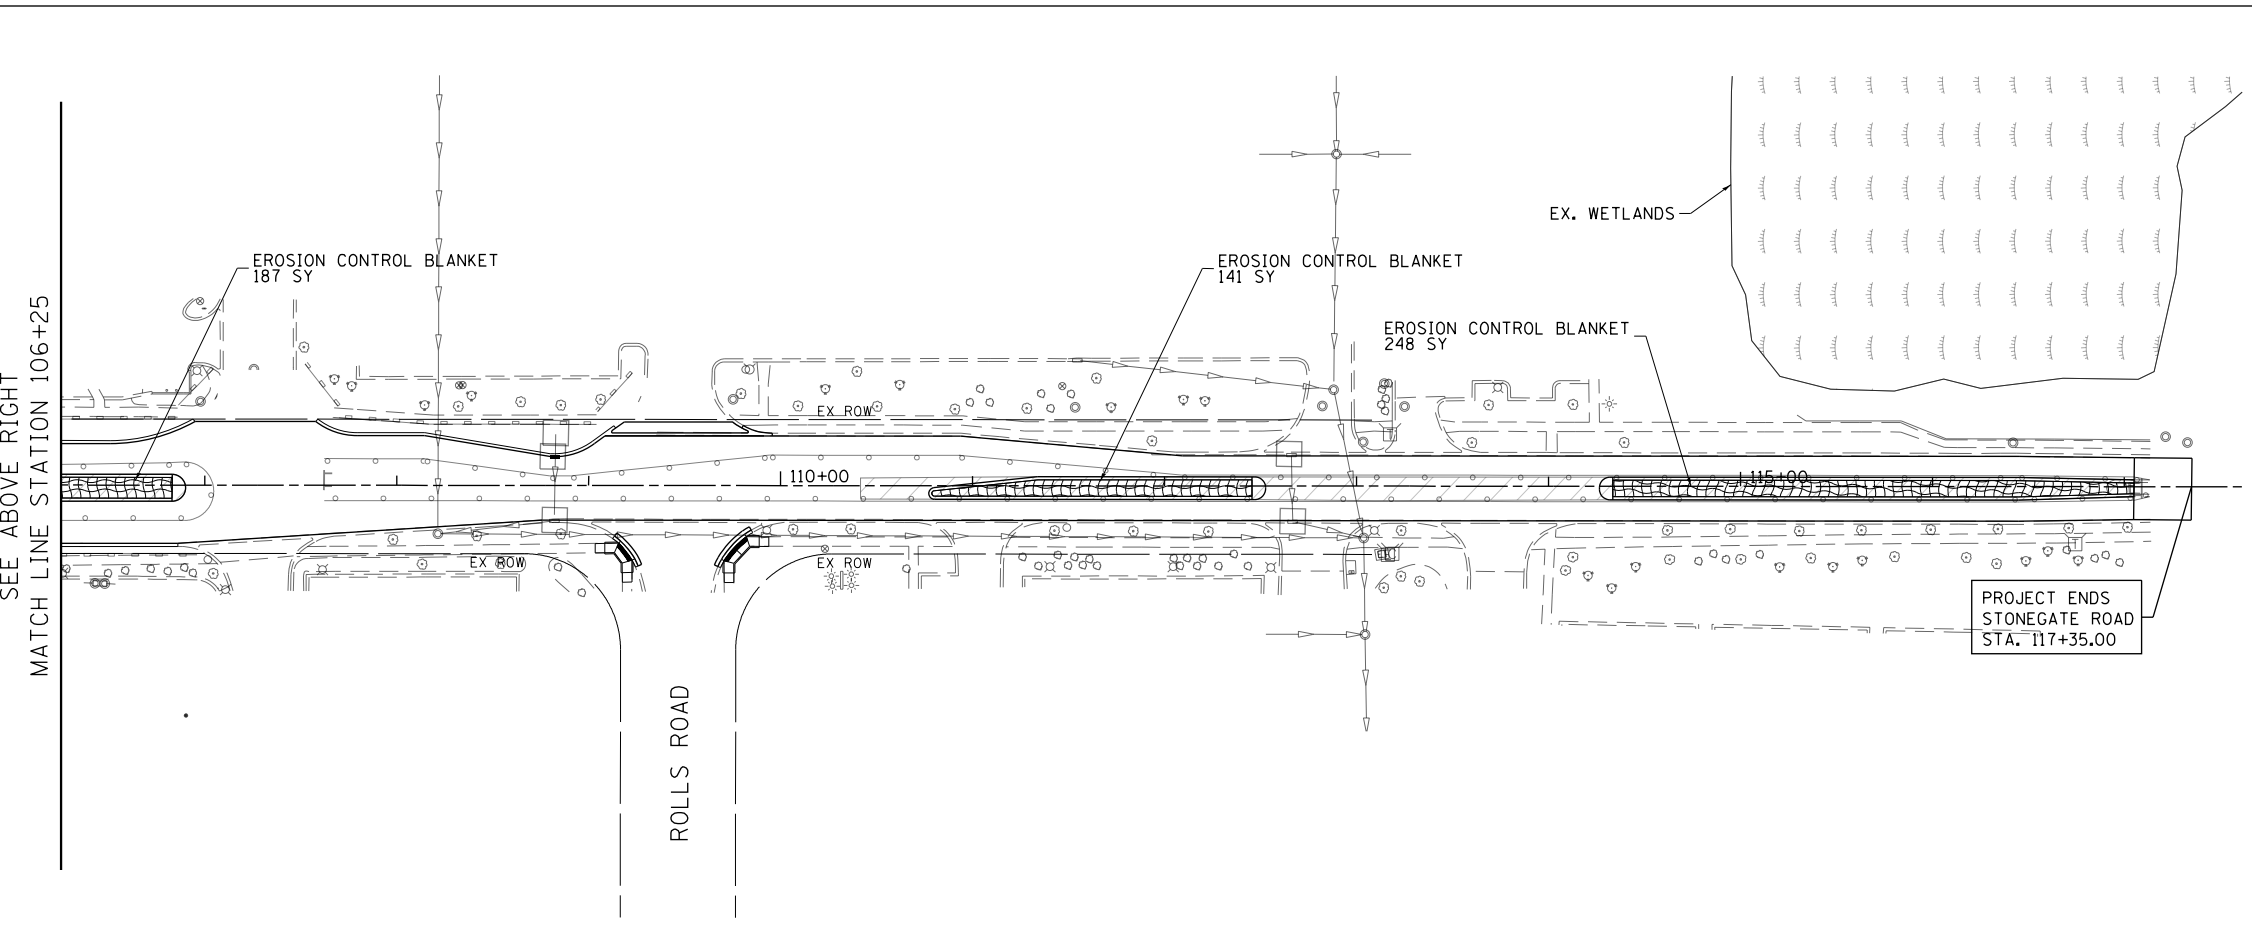 SEE ABOVE RIGHT
MATCH LINE STATION 106+25
EROSION CONTROL BLANKET
187 SY
EROSION CONTROL BLANKET
141 SY
EX. WETLANDS
EROSION CONTROL BLANKET
248 SY
EX ROW
110+00
115+00
EX ROW
EX ROW
PROJECT ENDS
STONEGATE ROAD
STA. 117+35.00
ROLLS ROAD